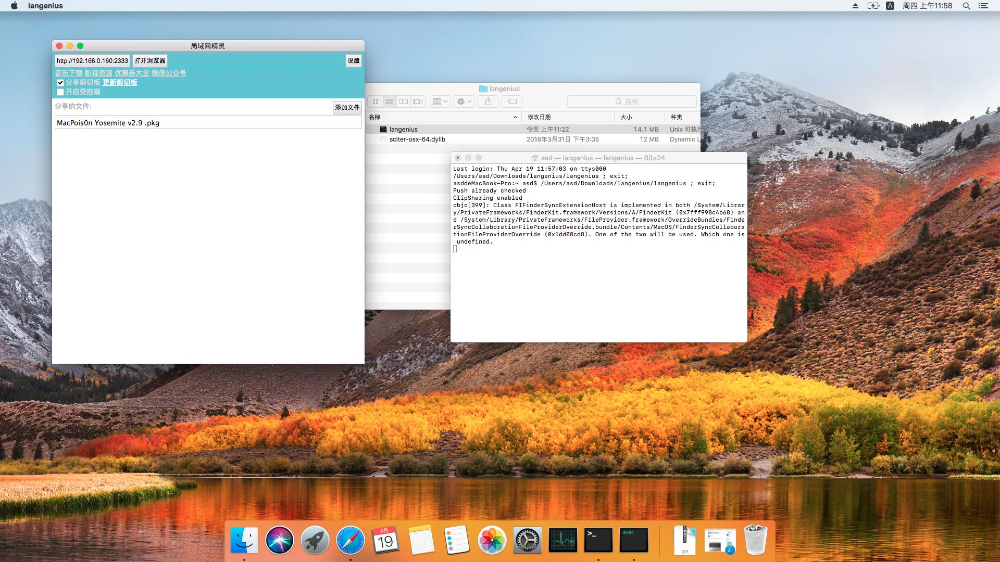 langenius
A
周四 上午11:58
局域网精灵
http://192.168.0.160:2333 打开浏览器 设置
音乐下载 影视资源 优惠券大全 微信公众号
分享剪切板 更新剪切板
开启受控端
分享的文件: 添加文件
MacPois0n Yosemite v2.9 .pkg
langenius
搜索
名称 修改日期 大小 种类
langenius 今天 上午11:22 14.1 MB Unix 可执行
sciter-osx-64.dylib 2018年3月31日 下午3:35 12 MB Dynamic L
asd — langenius — langenius — 80×24
Last login: Thu Apr 19 11:57:03 on ttys000
/Users/asd/Downloads/langenius/langenius ; exit;
asddeMacBook-Pro:~ asd$ /Users/asd/Downloads/langenius/langenius ; exit;
Push already checked
ClipSharing enabled
objc[399]: Class FIFinderSyncExtensionHost is implemented in both /System/Librar
y/PrivateFrameworks/FinderKit.framework/Versions/A/FinderKit (0x7fff998c4b68) an
d /System/Library/PrivateFrameworks/FileProvider.framework/OverrideBundles/Finde
rSyncCollaborationFileProviderOverride.bundle/Contents/MacOS/FinderSyncCollabora
tionFileProviderOverride (0x1dd08cd8). One of the two will be used. Which one is
 undefined.
4月
19
>_
exec
ZIP